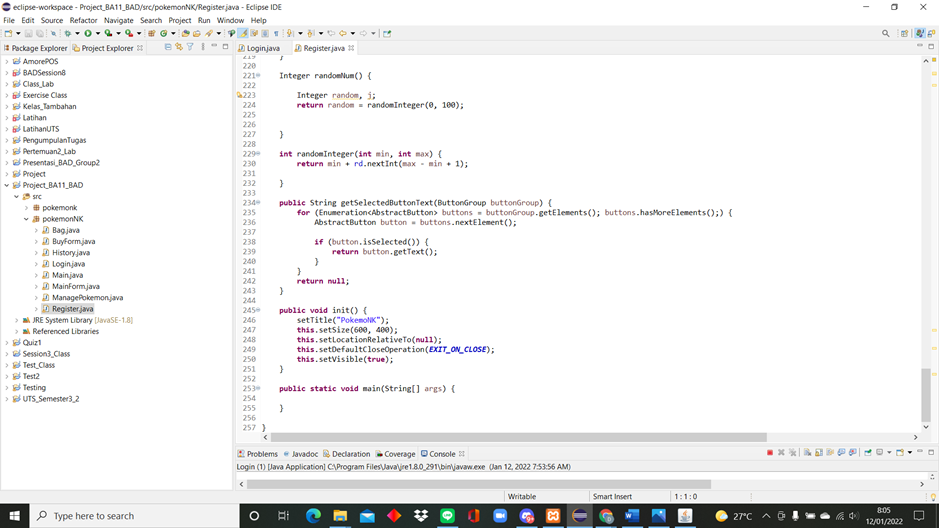 eclipse-workspace - Project_BA11_BAD/src/pokemonNK/Register.java - Eclipse IDE
File Edit Source Refactor Navigate Search Project Run Window Help
Package Explorer Project Explorer
AmorePOS
BADSession8
Class_Lab
Exercise Class
Kelas_Tambahan
Latihan
LatihanUTS
PengumpulanTugas
Pertemuan2_Lab
Presentasi_BAD_Group2
Project
Project_BA11_BAD
src
pokemonk
pokemonNK
Bag.java
BuyForm.java
History.java
Login.java
Main.java
MainForm.java
ManagePokemon.java
Register.java
JRE System Library [JavaSE-1.8]
Referenced Libraries
Quiz1
Session3_Class
Test_Class
Test2
Testing
UTS_Semester3_2
Login.java Register.java
219 }
220
221 Integer randomNum() {
222
223 Integer random, j;
224 return random = randomInteger(0, 100);
225
226
227 }
228
229 int randomInteger(int min, int max) {
230 return min + rd.nextInt(max - min + 1);
231
232 }
233
234 public String getSelectedButtonText(ButtonGroup buttonGroup) {
235 for (Enumeration<AbstractButton> buttons = buttonGroup.getElements(); buttons.hasMoreElements();) {
236 AbstractButton button = buttons.nextElement();
237
238 if (button.isSelected()) {
239 return button.getText();
240 }
241 }
242 return null;
243 }
244
245 public void init() {
246 setTitle("PokemoNK");
247 this.setSize(600, 400);
248 this.setLocationRelativeTo(null);
249 this.setDefaultCloseOperation(EXIT_ON_CLOSE);
250 this.setVisible(true);
251 }
252
253 public static void main(String[] args) {
254
255 }
256
257 }
Problems Javadoc Declaration Coverage Console
Login (1) [Java Application] C:\Program Files\Java\jre1.8.0_291\bin\javaw.exe (Jan 12, 2022 7:53:56 AM)
Writable Smart Insert 1 : 1 : 0
Type here to search
27°C
8:05
12/01/2022